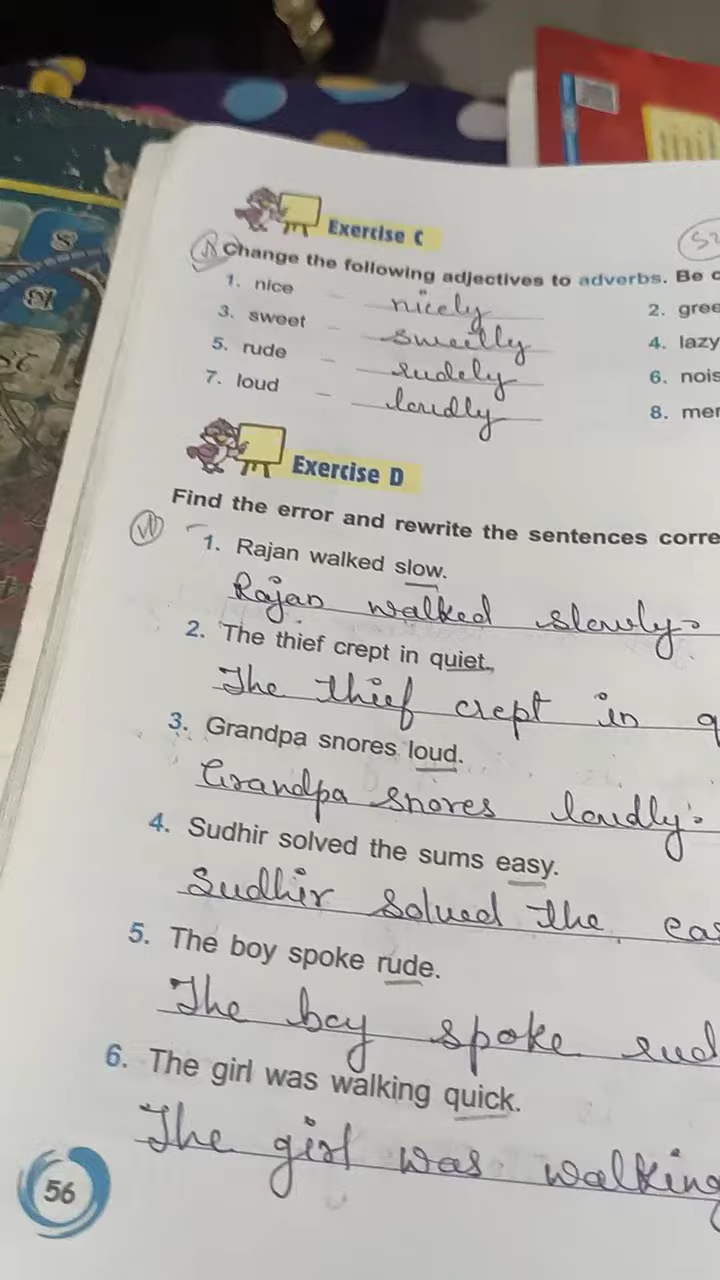 Exercise C
Change the following adjectives to adverbs. Be
1. nice - nicely 2. gree
3. sweet - sweetly 4. lazy
5. rude - rudely 6. nois
7. loud - loudly 8. mer
Exercise D
Find the error and rewrite the sentences corre
1. Rajan walked slow.
Rajan walked slowly.
2. The thief crept in quiet.
The thief crept in q
3. Grandpa snores loud.
Grandpa snores loudly.
4. Sudhir solved the sums easy.
Sudhir solved the eas
5. The boy spoke rude.
The boy spoke rud
6. The girl was walking quick.
The girl was walking
56